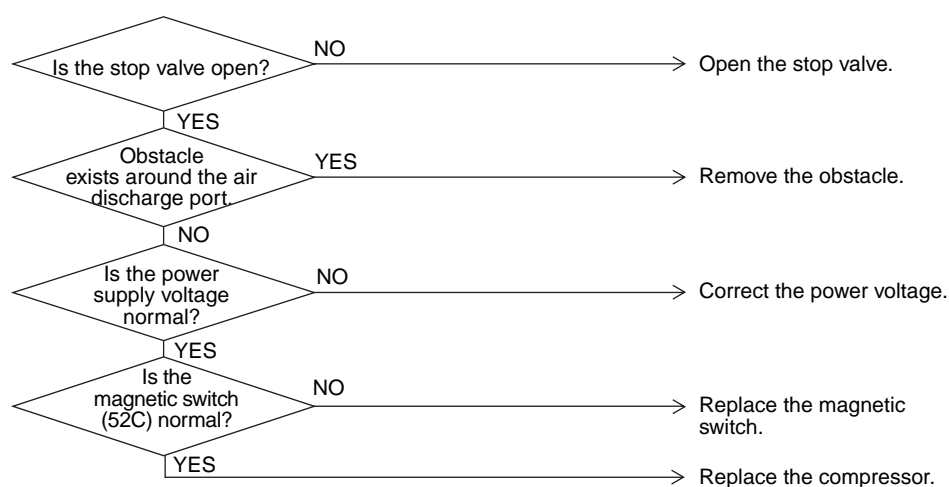 Is the stop valve open?
NO
Open the stop valve.
YES
Obstacle
exists around the air
discharge port.
YES
Remove the obstacle.
NO
Is the power
supply voltage
normal?
NO
Correct the power voltage.
YES
Is the
magnetic switch
(52C) normal?
NO
Replace the magnetic
switch.
YES
Replace the compressor.